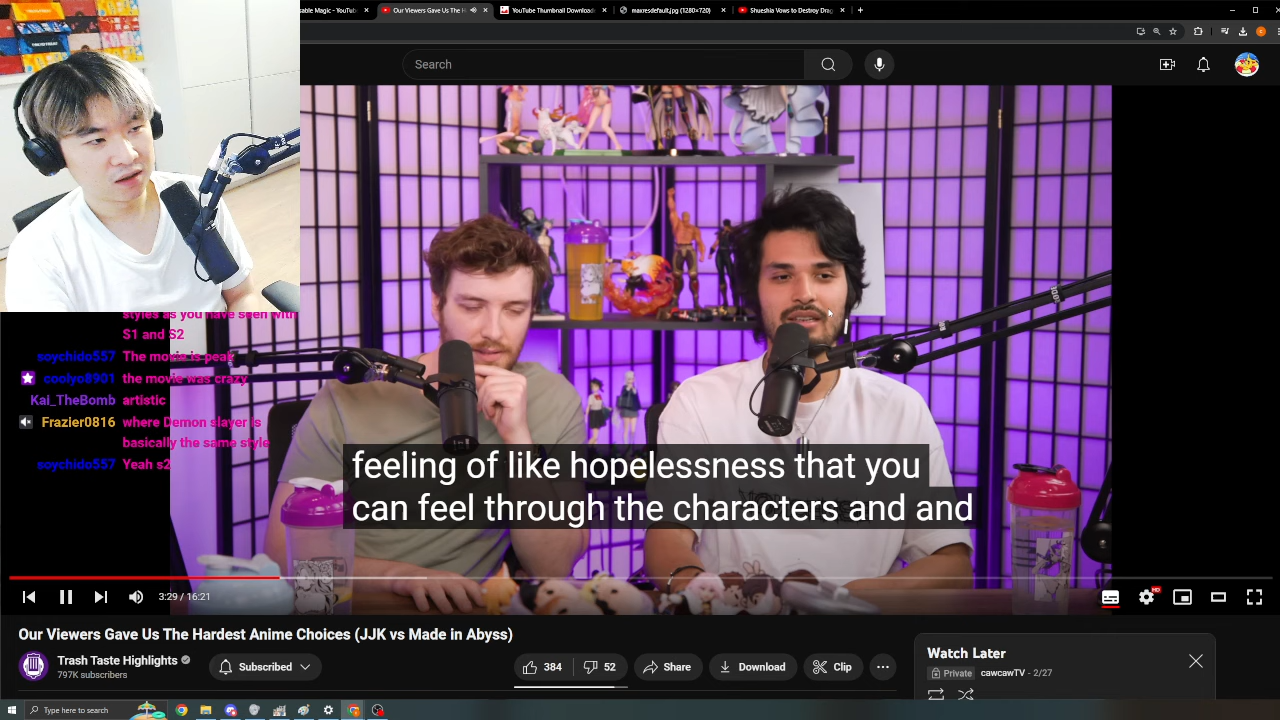 able Magic - YouTub
Our Viewers Gave Us The H
YouTube Thumbnail Download
maxresdefault.jpg (1280×720)
Shueshia Vows to Destroy Drag
Search
styles as you have seen with
S1 and S2
soychido557 The movie is peak
coolyo8901 the movie was crazy
Kai_TheBomb artistic
Frazier0816 where Demon slayer is
basically the same style
soychido557 Yeah s2
feeling of like hopelessness that you
can feel through the characters and and
3:29 / 16:21
HD
Our Viewers Gave Us The Hardest Anime Choices (JJK vs Made in Abyss)
Trash Taste Highlights
797K subscribers
Subscribed
384
52
Share
Download
Clip
Watch Later
Private cawcawTV - 2/27
Type here to search